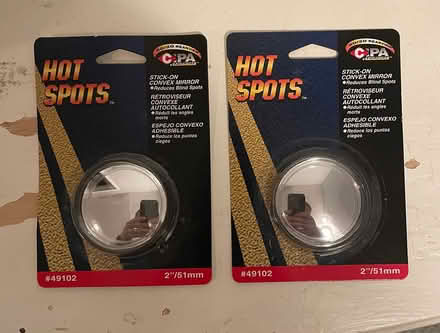 HOT
SPOTS™
CIPA
STICK-ON
CONVEX MIRROR
• Reduces Blind Spots
RÉTROVISEUR
CONVEXE
AUTOCOLLANT
• Réduit les angles
morts
ESPEJO CONVEXO
ADHESIBLE
• Reduce los puntos
ciegos
#49102
2"/51mm
HOT
SPOTS™
CIPA
STICK-ON
CONVEX MIRROR
• Reduces Blind Spots
RÉTROVISEUR
CONVEXE
AUTOCOLLANT
• Réduit les angles
morts
ESPEJO CONVEXO
ADHESIBLE
• Reduce los puntos
ciegos
#49102
2"/51mm